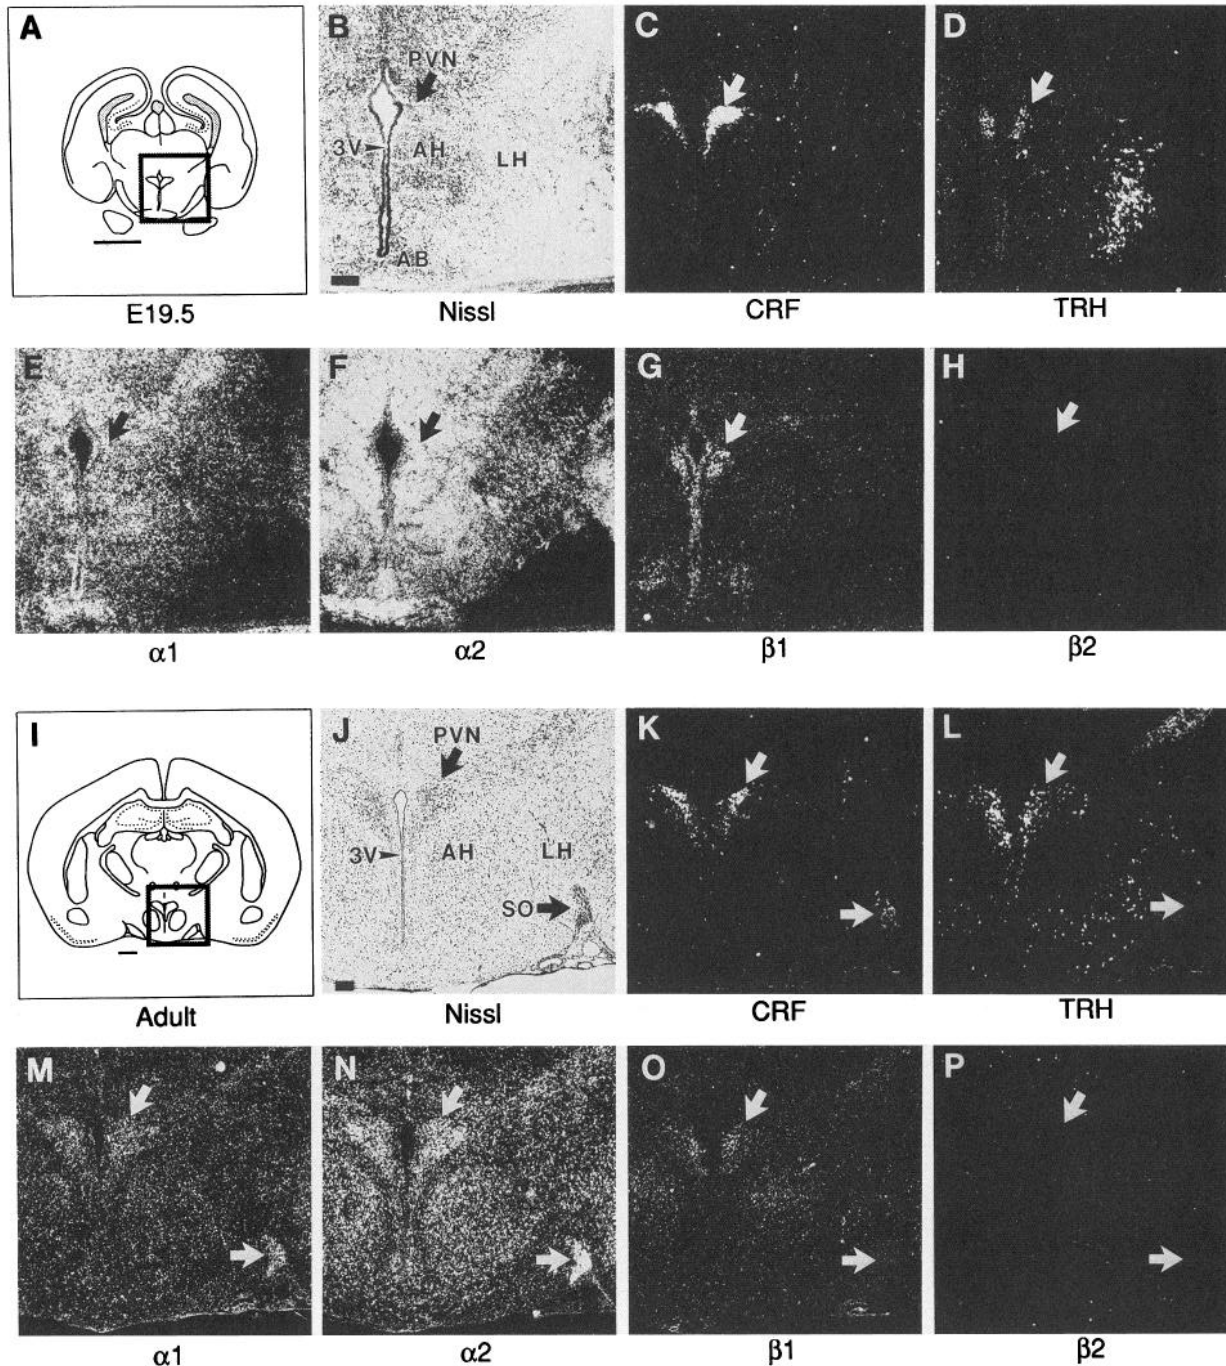 A
B
PVN
3V
AH
LH
AB
C
D
E19.5
Nissl
CRF
TRH
E
F
G
H
α1
α2
β1
β2
I
J
PVN
3V
AH
LH
SO
K
L
Adult
Nissl
CRF
TRH
M
N
O
P
α1
α2
β1
β2